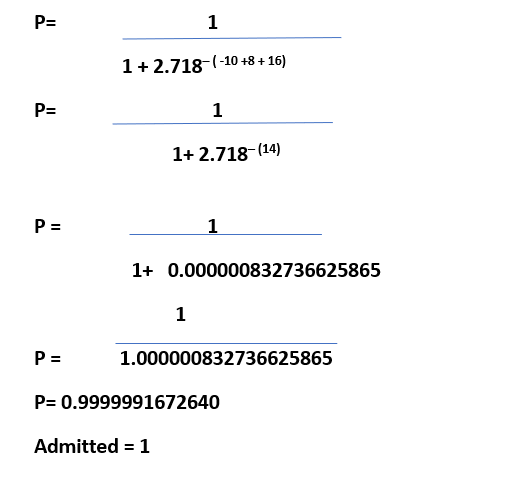 P= 1
1 + 2.718– ( -10 +8 + 16)
P= 1
1+ 2.718– (14)
P = 1
1+ 0.000000832736625865
1
P = 1.000000832736625865
P= 0.9999991672640
Admitted = 1